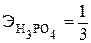 Э_{H₃PO₄} = 1/3